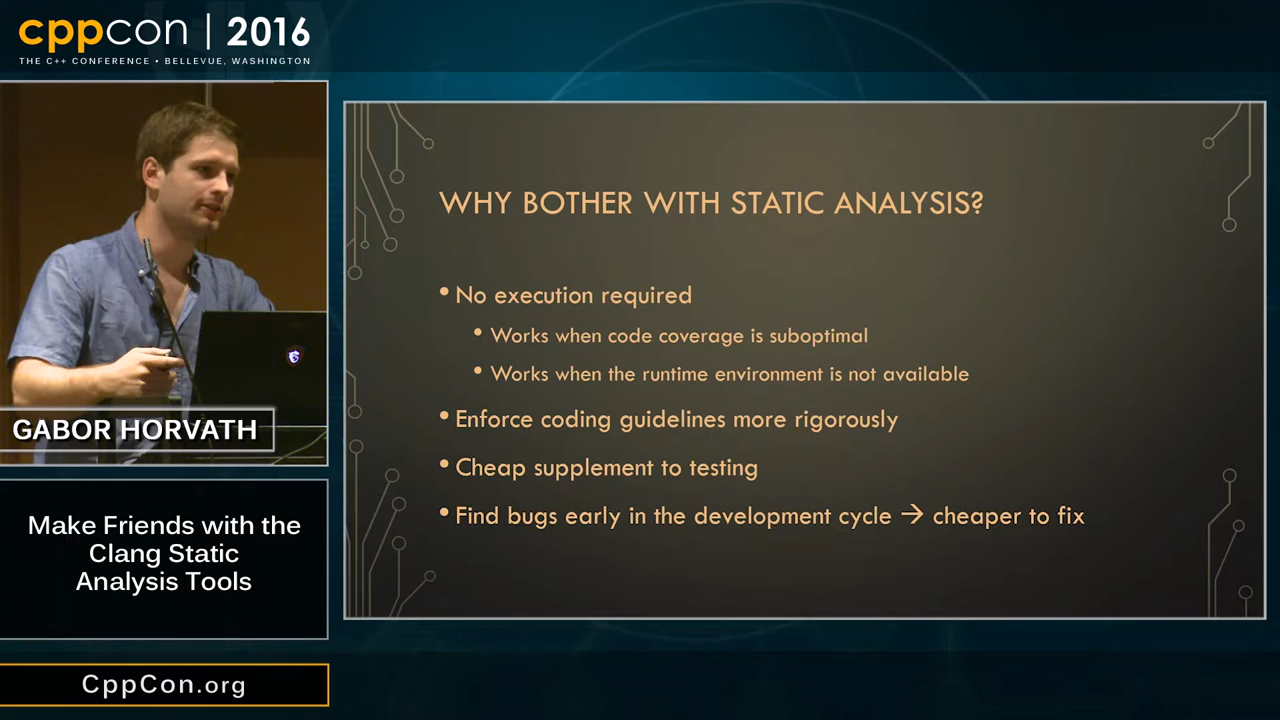 cppcon | 2016
THE C++ CONFERENCE • BELLEVUE, WASHINGTON
GABOR HORVATH
Make Friends with the
Clang Static
Analysis Tools
CppCon.org
WHY BOTHER WITH STATIC ANALYSIS?
• No execution required
• Works when code coverage is suboptimal
• Works when the runtime environment is not available
• Enforce coding guidelines more rigorously
• Cheap supplement to testing
• Find bugs early in the development cycle → cheaper to fix